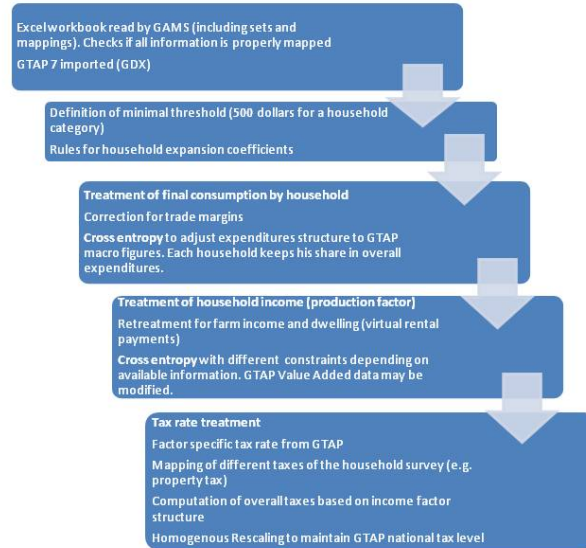 Excel workbook read by GAMS (including sets and
mappings). Checks if all information is properly mapped
GTAP 7 imported (GDX)
Definition of minimal threshold (500 dollars for a household
category)
Rules for household expansion coefficients
Treatment of final consumption by household
Correction for trade margins
Cross entropy to adjust expenditures structure to GTAP
macro figures. Each household keeps his share in overall
expenditures.
Treatment of household income (production factor)
Retreatment for farm income and dwelling (virtual rental
payments)
Cross entropy with different constraints depending on
available information. GTAP Value Added data may be
modified.
Tax rate treatment
Factor specific tax rate from GTAP
Mapping of different taxes of the household survey (e.g.
property tax)
Computation of overall taxes based on income factor
structure
Homogenous Rescaling to maintain GTAP national tax level